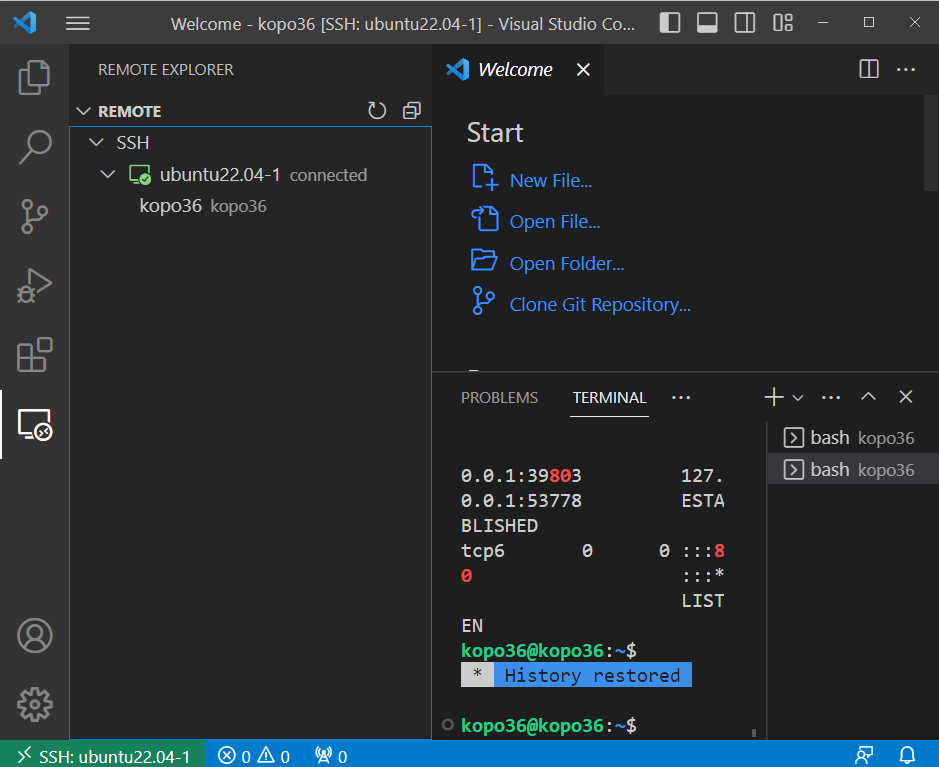 Welcome - kopo36 [SSH: ubuntu22.04-1] - Visual Studio Co...
REMOTE EXPLORER
REMOTE
SSH
ubuntu22.04-1 connected
kopo36 kopo36
Welcome
Start
New File...
Open File...
Open Folder...
Clone Git Repository...
PROBLEMS TERMINAL
bash kopo36
bash kopo36
0.0.1:39803 127.
0.0.1:53778 ESTA
BLISHED
tcp6 0 0 :::8
0 :::*
LIST
EN
kopo36@kopo36:~$
* History restored
kopo36@kopo36:~$
SSH: ubuntu22.04-1 0 0 0